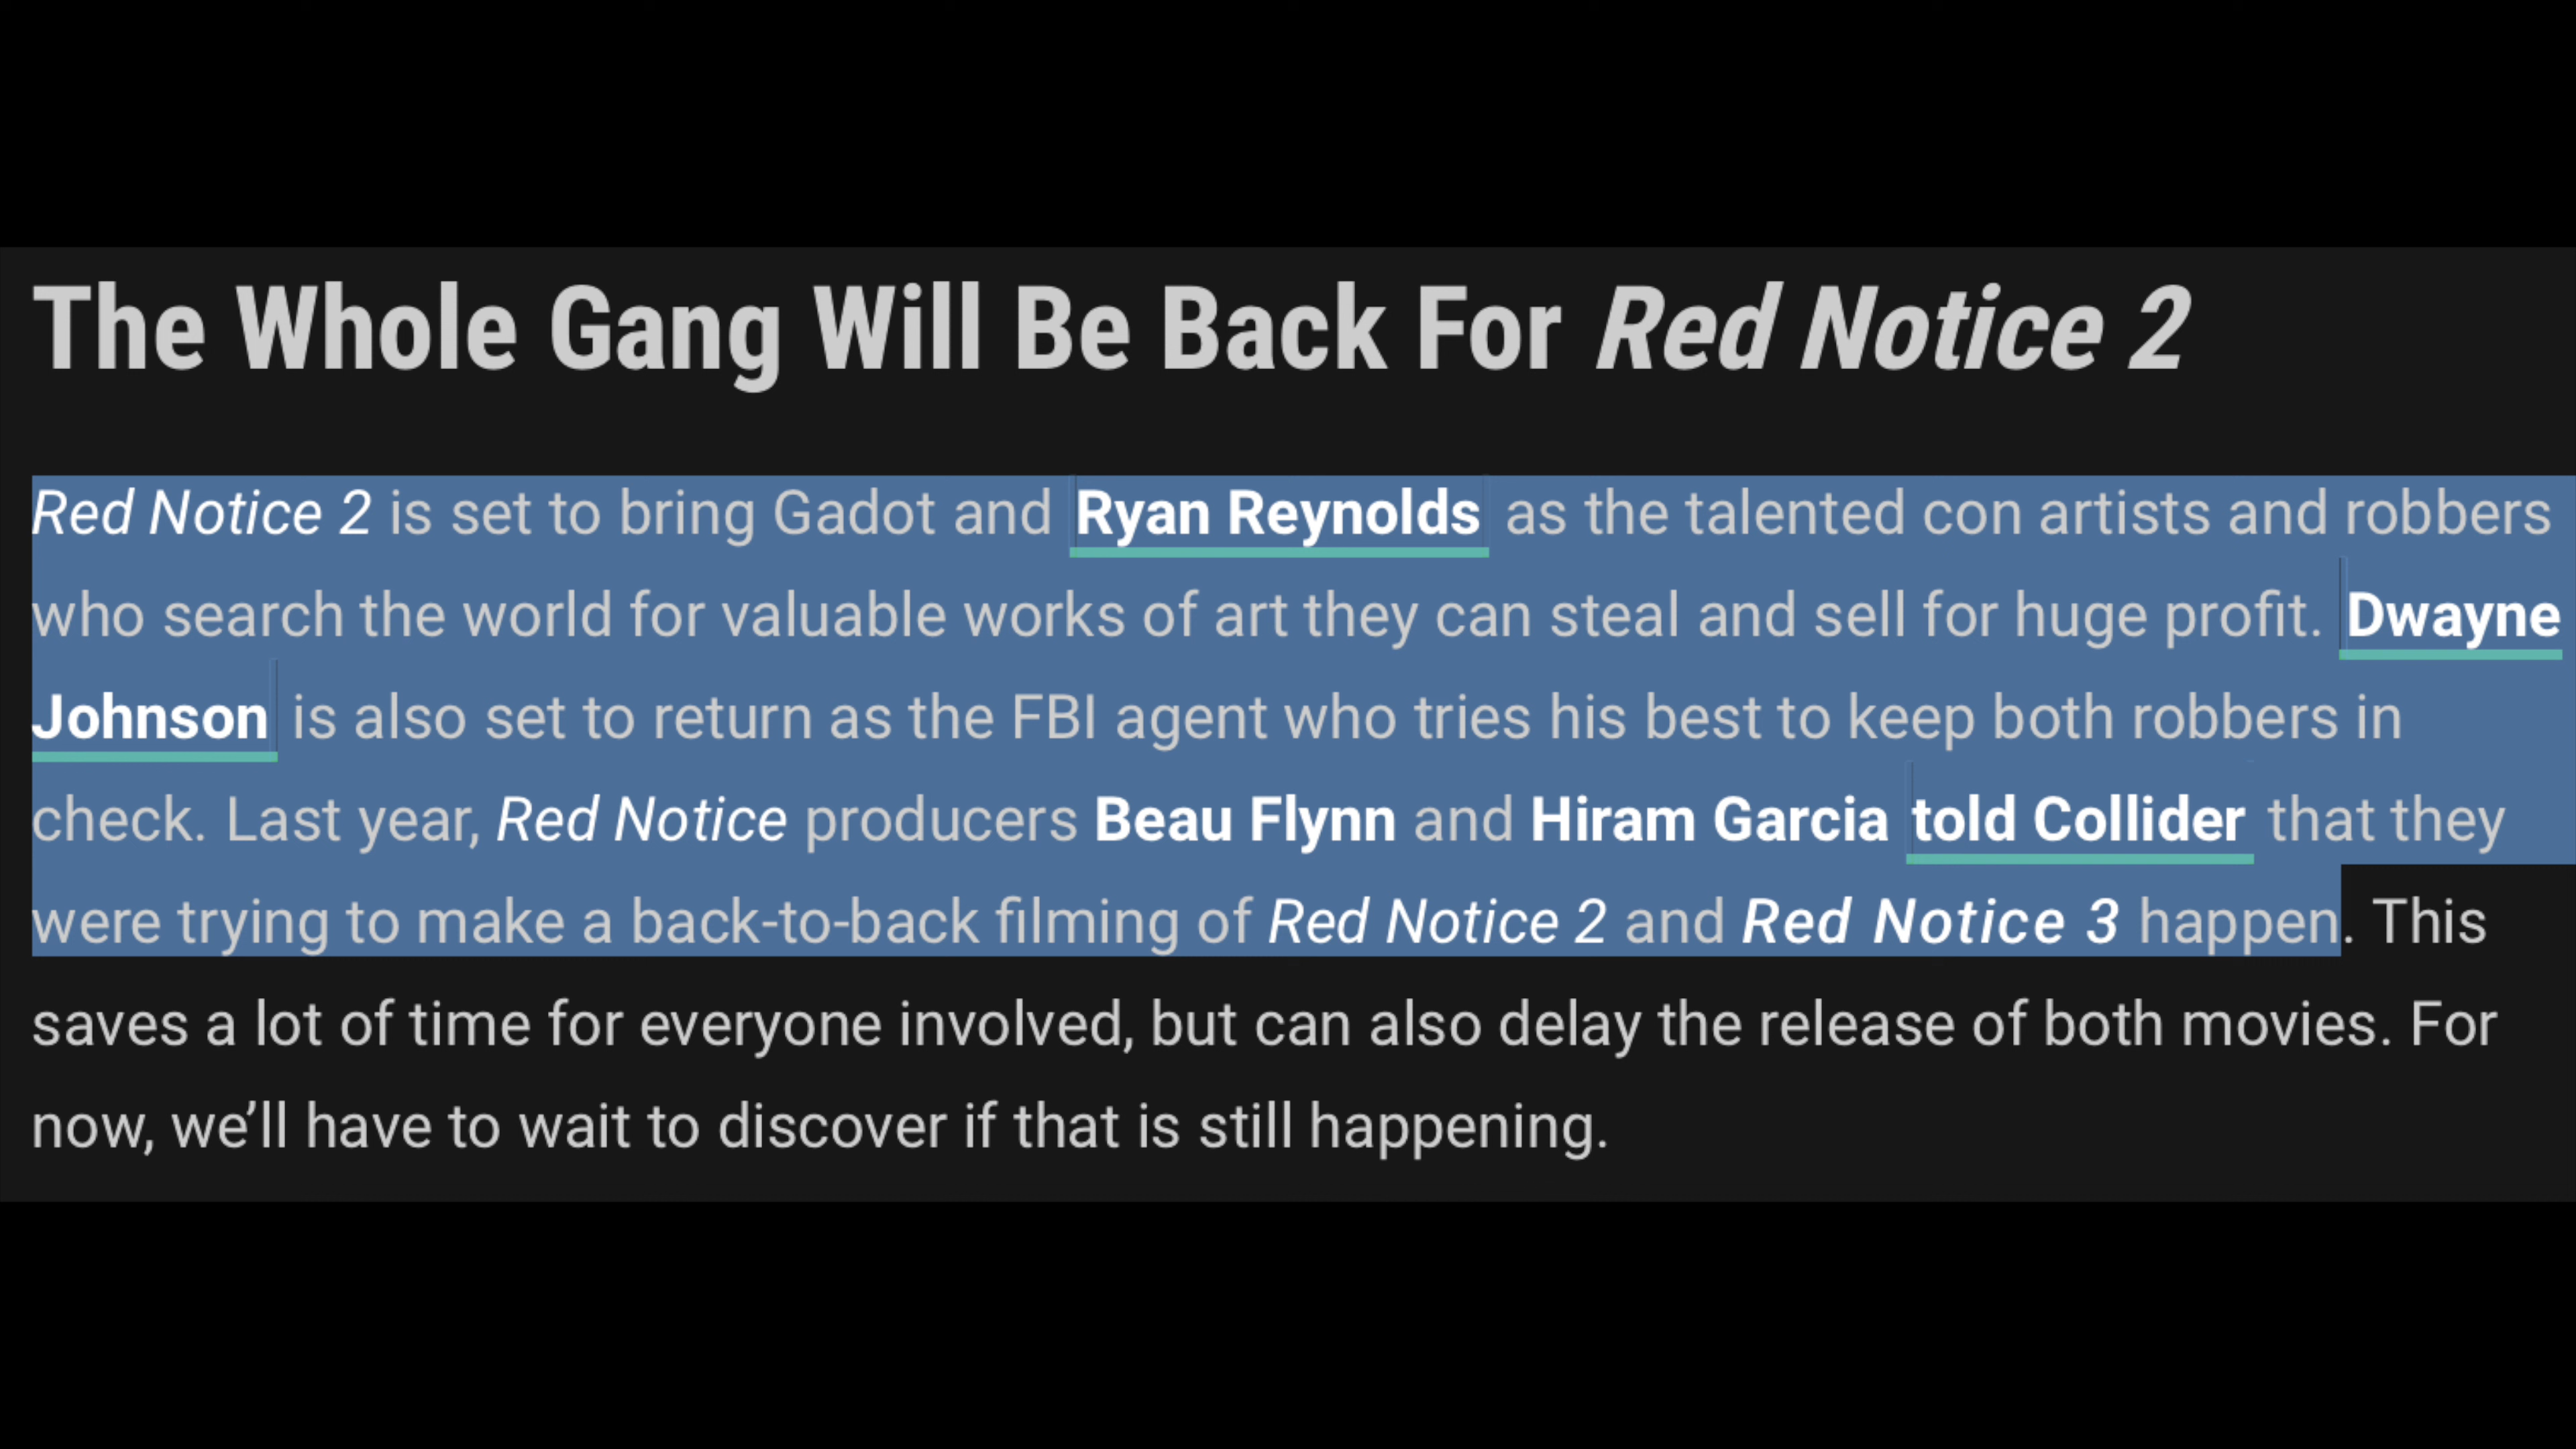 The Whole Gang Will Be Back For Red Notice 2
Red Notice 2 is set to bring Gadot and Ryan Reynolds as the talented con artists and robbers
who search the world for valuable works of art they can steal and sell for huge profit. Dwayne
Johnson is also set to return as the FBI agent who tries his best to keep both robbers in
check. Last year, Red Notice producers Beau Flynn and Hiram Garcia told Collider that they
were trying to make a back-to-back filming of Red Notice 2 and Red Notice 3 happen. This
saves a lot of time for everyone involved, but can also delay the release of both movies. For
now, we’ll have to wait to discover if that is still happening.